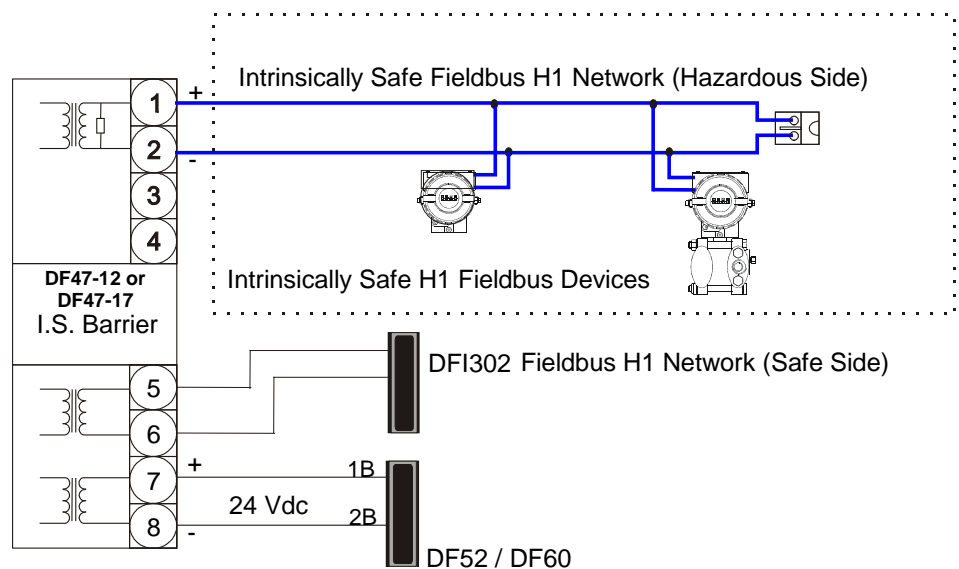 Intrinsically Safe Fieldbus H1 Network (Hazardous Side)
1
+
2
-
3
4
DF47-12 or
DF47-17
I.S. Barrier
Intrinsically Safe H1 Fieldbus Devices
DFI302 Fieldbus H1 Network (Safe Side)
5
6
+
7
1B
24 Vdc
2B
8
-
DF52 / DF60